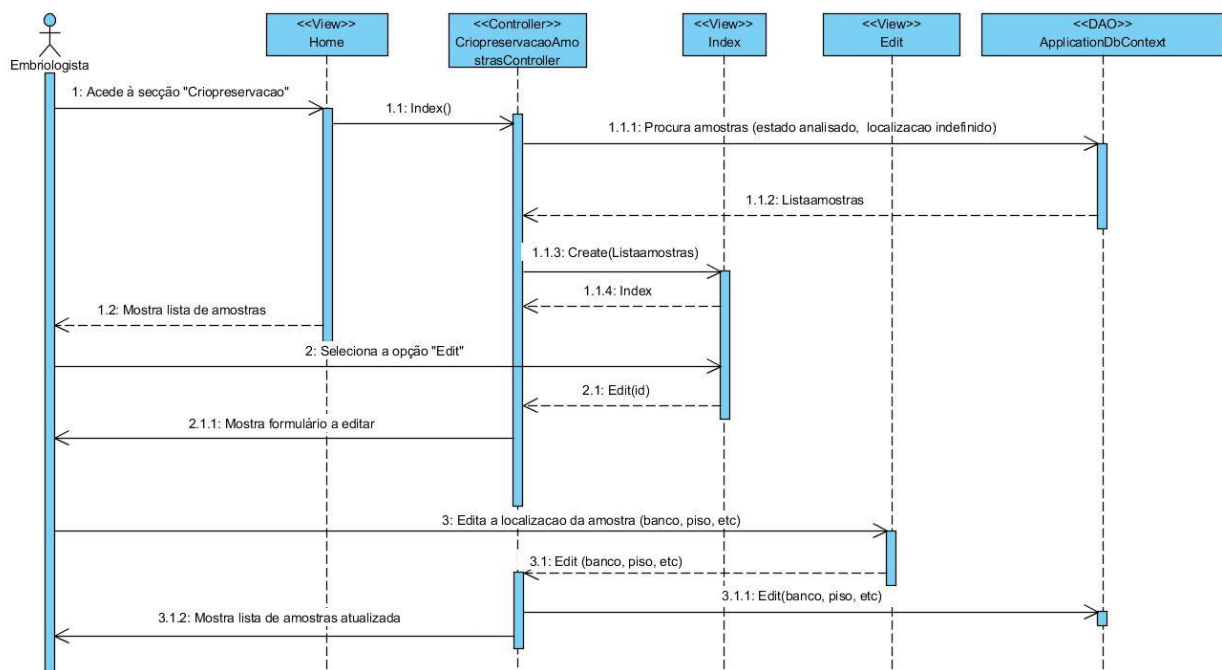 <<View>>
Home
<<Controller>>
CriopreservacaoAmo
strasController
<<View>>
Index
<<View>>
Edit
<<DAO>>
ApplicationDbContext
Embriologista
1: Acede à secção "Criopreservacao"
1.1: Index()
1.1.1: Procura amostras (estado analisado, localizacao indefinido)
1.1.2: Listaamostras
1.1.3: Create(Listaamostras)
1.1.4: Index
1.2: Mostra lista de amostras
2: Seleciona a opção "Edit"
2.1: Edit(id)
2.1.1: Mostra formulário a editar
3: Edita a localizacao da amostra (banco, piso, etc)
3.1: Edit (banco, piso, etc)
3.1.1: Edit(banco, piso, etc)
3.1.2: Mostra lista de amostras atualizada